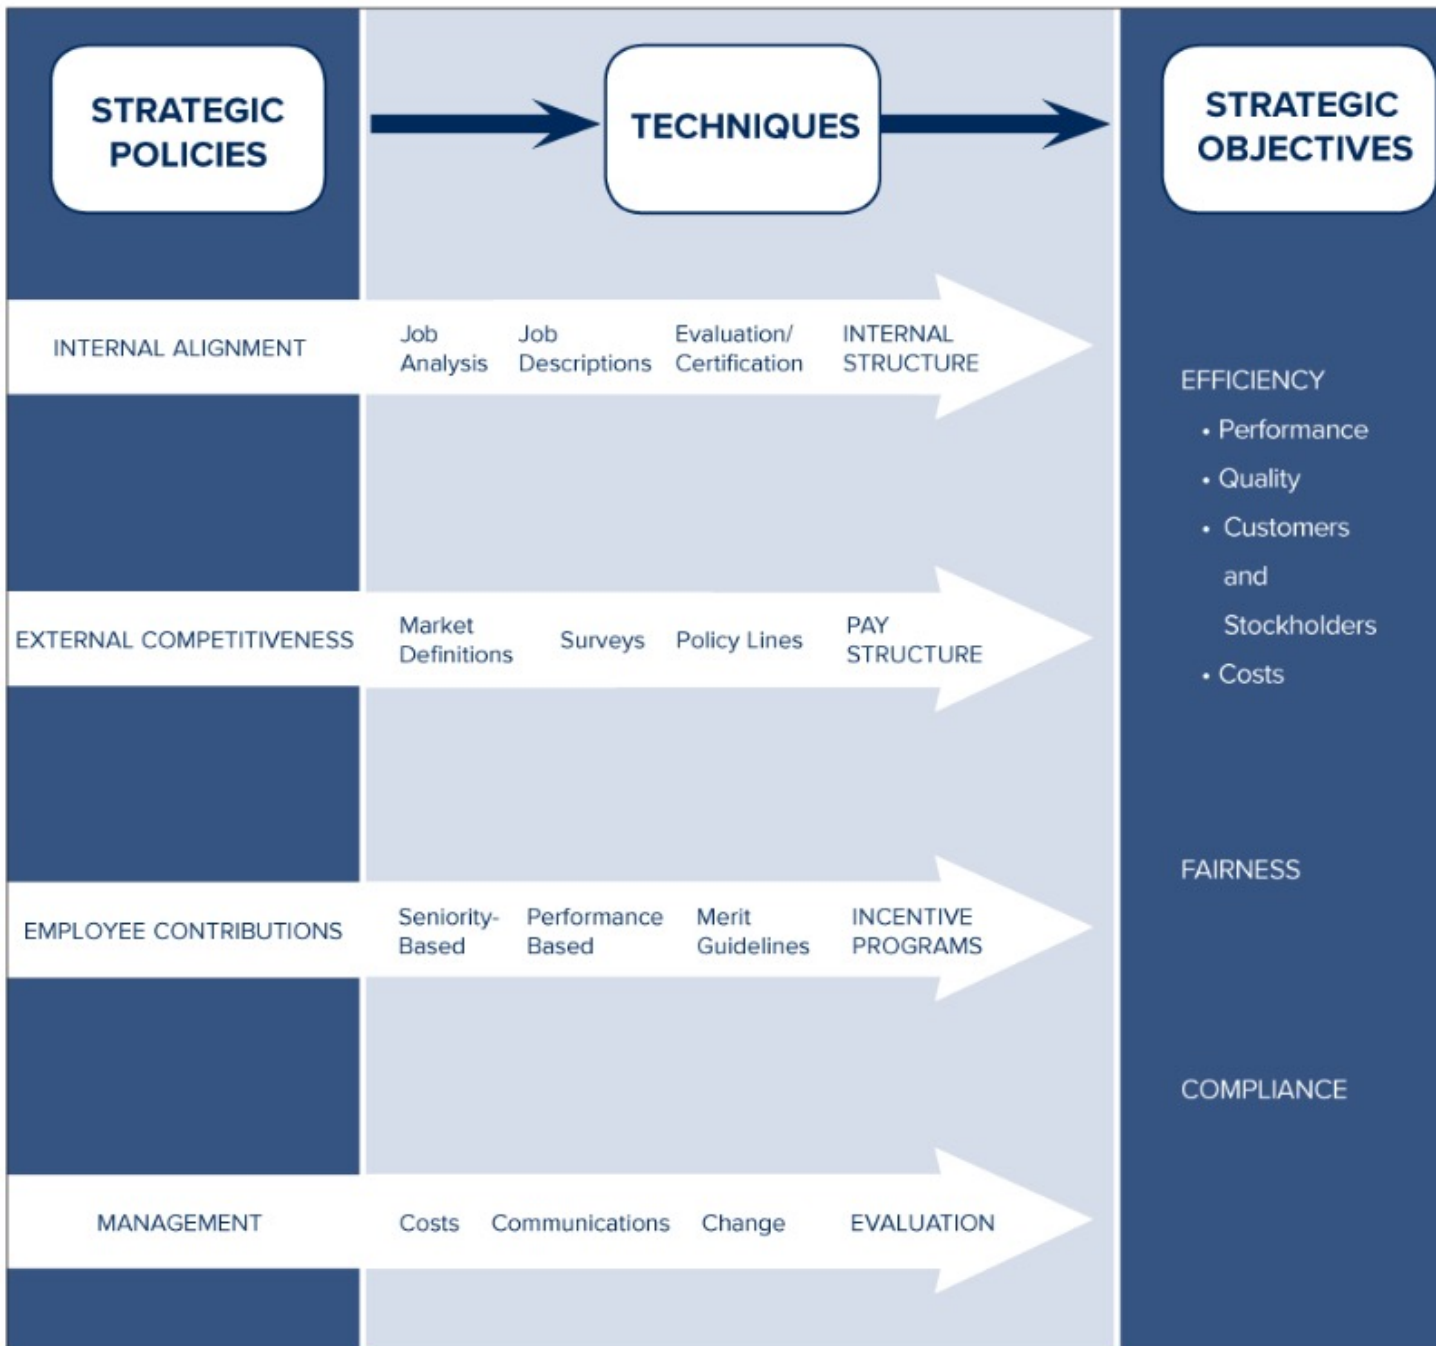 STRATEGIC
POLICIES
TECHNIQUES
STRATEGIC
OBJECTIVES
INTERNAL ALIGNMENT
Job
Analysis
Job
Descriptions
Evaluation/
Certification
INTERNAL
STRUCTURE
EXTERNAL COMPETITIVENESS
Market
Definitions
Surveys
Policy Lines
PAY
STRUCTURE
EMPLOYEE CONTRIBUTIONS
Seniority-
Based
Performance
Based
Merit
Guidelines
INCENTIVE
PROGRAMS
MANAGEMENT
Costs
Communications
Change
EVALUATION
EFFICIENCY
• Performance
• Quality
• Customers
and
Stockholders
• Costs
FAIRNESS
COMPLIANCE